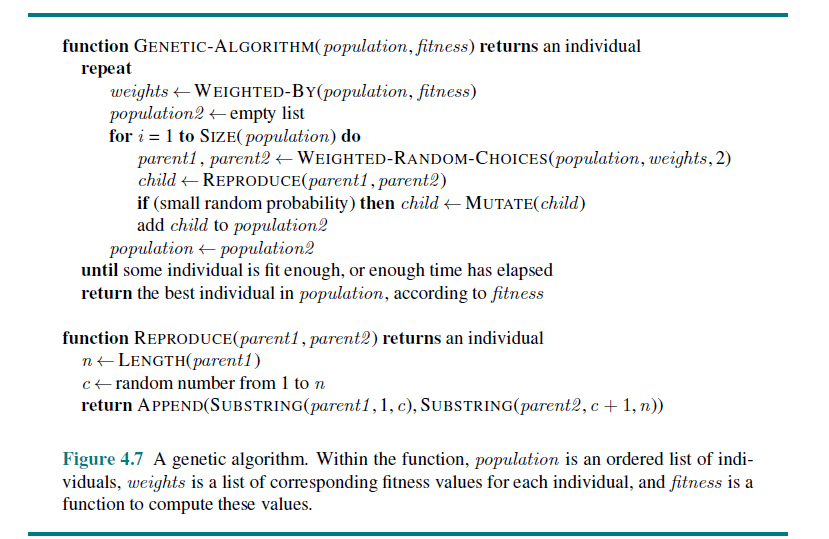 function GENETIC-ALGORITHM(population, fitness) returns an individual
repeat
weights ← WEIGHTED-BY(population, fitness)
population2 ← empty list
for i = 1 to SIZE(population) do
parent1, parent2 ← WEIGHTED-RANDOM-CHOICES(population, weights, 2)
child ← REPRODUCE(parent1, parent2)
if (small random probability) then child ← MUTATE(child)
add child to population2
population ← population2
until some individual is fit enough, or enough time has elapsed
return the best individual in population, according to fitness
function REPRODUCE(parent1, parent2) returns an individual
n ← LENGTH(parent1)
c ← random number from 1 to n
return APPEND(SUBSTRING(parent1, 1, c), SUBSTRING(parent2, c + 1, n))
Figure 4.7 A genetic algorithm. Within the function, population is an ordered list of indi-
viduals, weights is a list of corresponding fitness values for each individual, and fitness is a
function to compute these values.